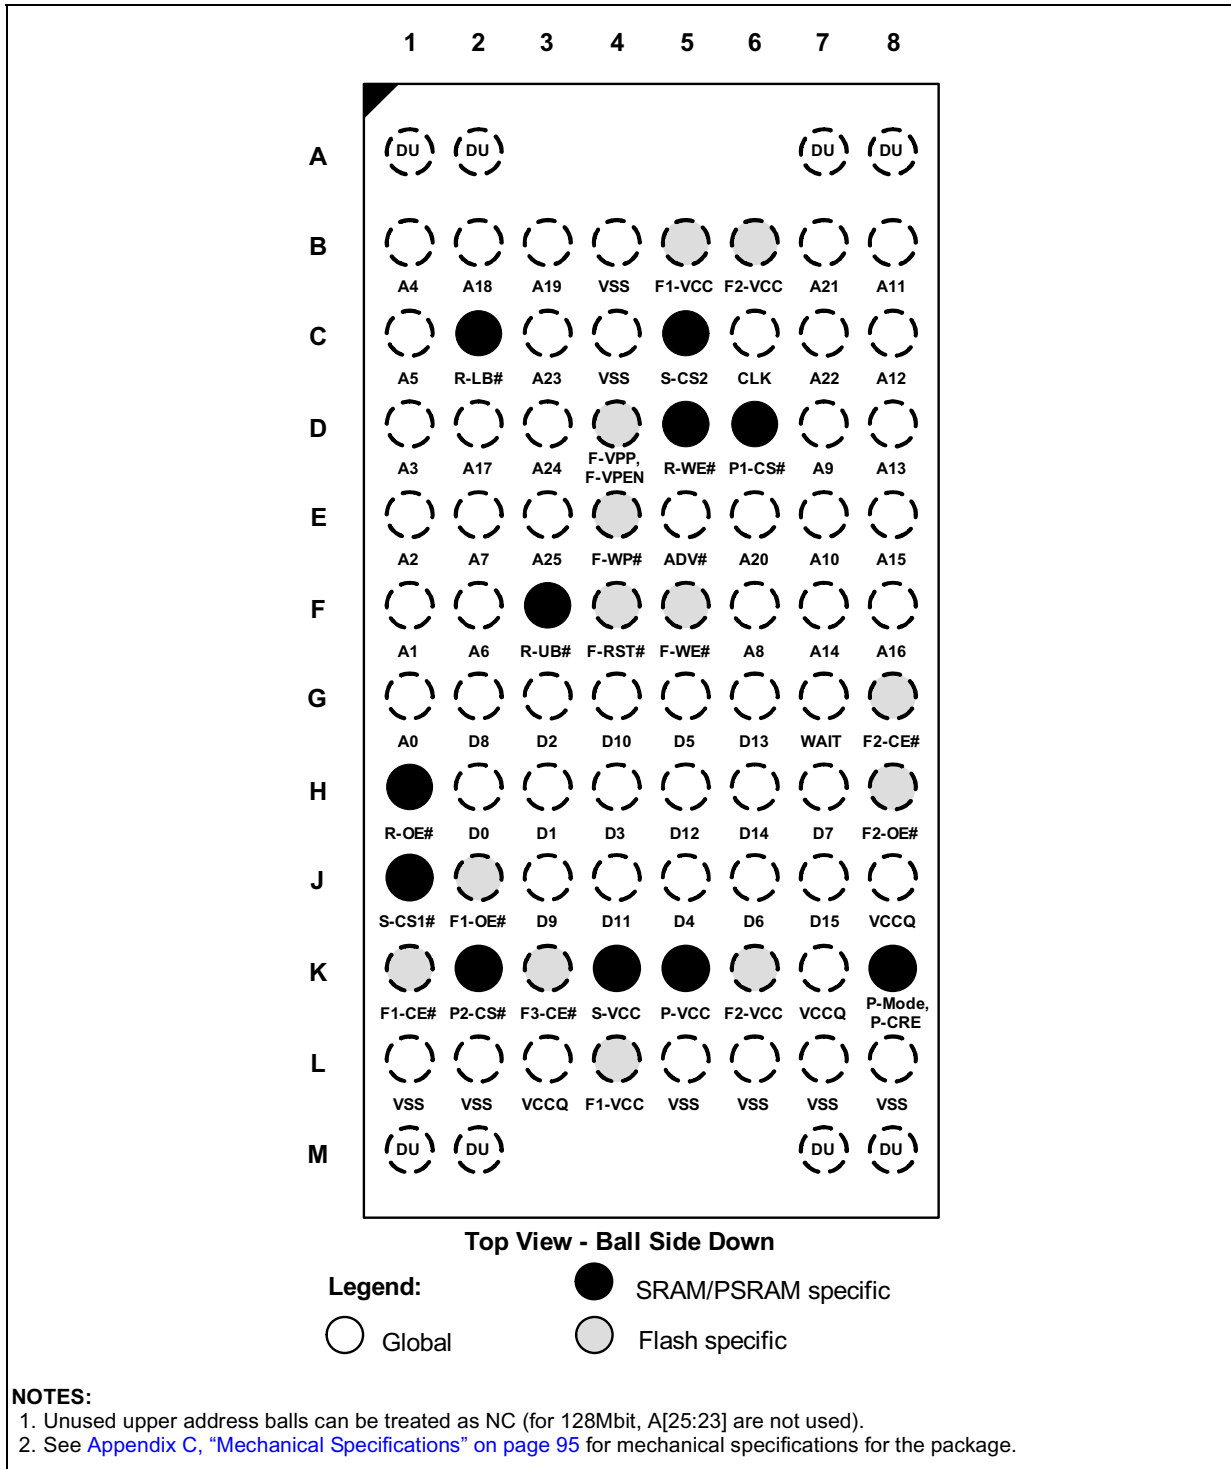 1 2 3 4 5 6 7 8
A DU DU DU DU
B
A4 A18 A19 VSS F1-VCC F2-VCC A21 A11
C
A5 R-LB# A23 VSS S-CS2 CLK A22 A12
D
A3 A17 A24 F-VPP, F-VPEN R-WE# P1-CS# A9 A13
E
A2 A7 A25 F-WP# ADV# A20 A10 A15
F
A1 A6 R-UB# F-RST# F-WE# A8 A14 A16
G
A0 D8 D2 D10 D5 D13 WAIT F2-CE#
H
R-OE# D0 D1 D3 D12 D14 D7 F2-OE#
J
S-CS1# F1-OE# D9 D11 D4 D6 D15 VCCQ
K
F1-CE# P2-CS# F3-CE# S-VCC P-VCC F2-VCC VCCQ P-Mode, P-CRE
L
VSS VSS VCCQ F1-VCC VSS VSS VSS VSS
M DU DU DU DU
Top View - Ball Side Down
Legend: SRAM/PSRAM specific
Global Flash specific
NOTES:
1. Unused upper address balls can be treated as NC (for 128Mbit, A[25:23] are not used).
2. See Appendix C, “Mechanical Specifications” on page 95 for mechanical specifications for the package.